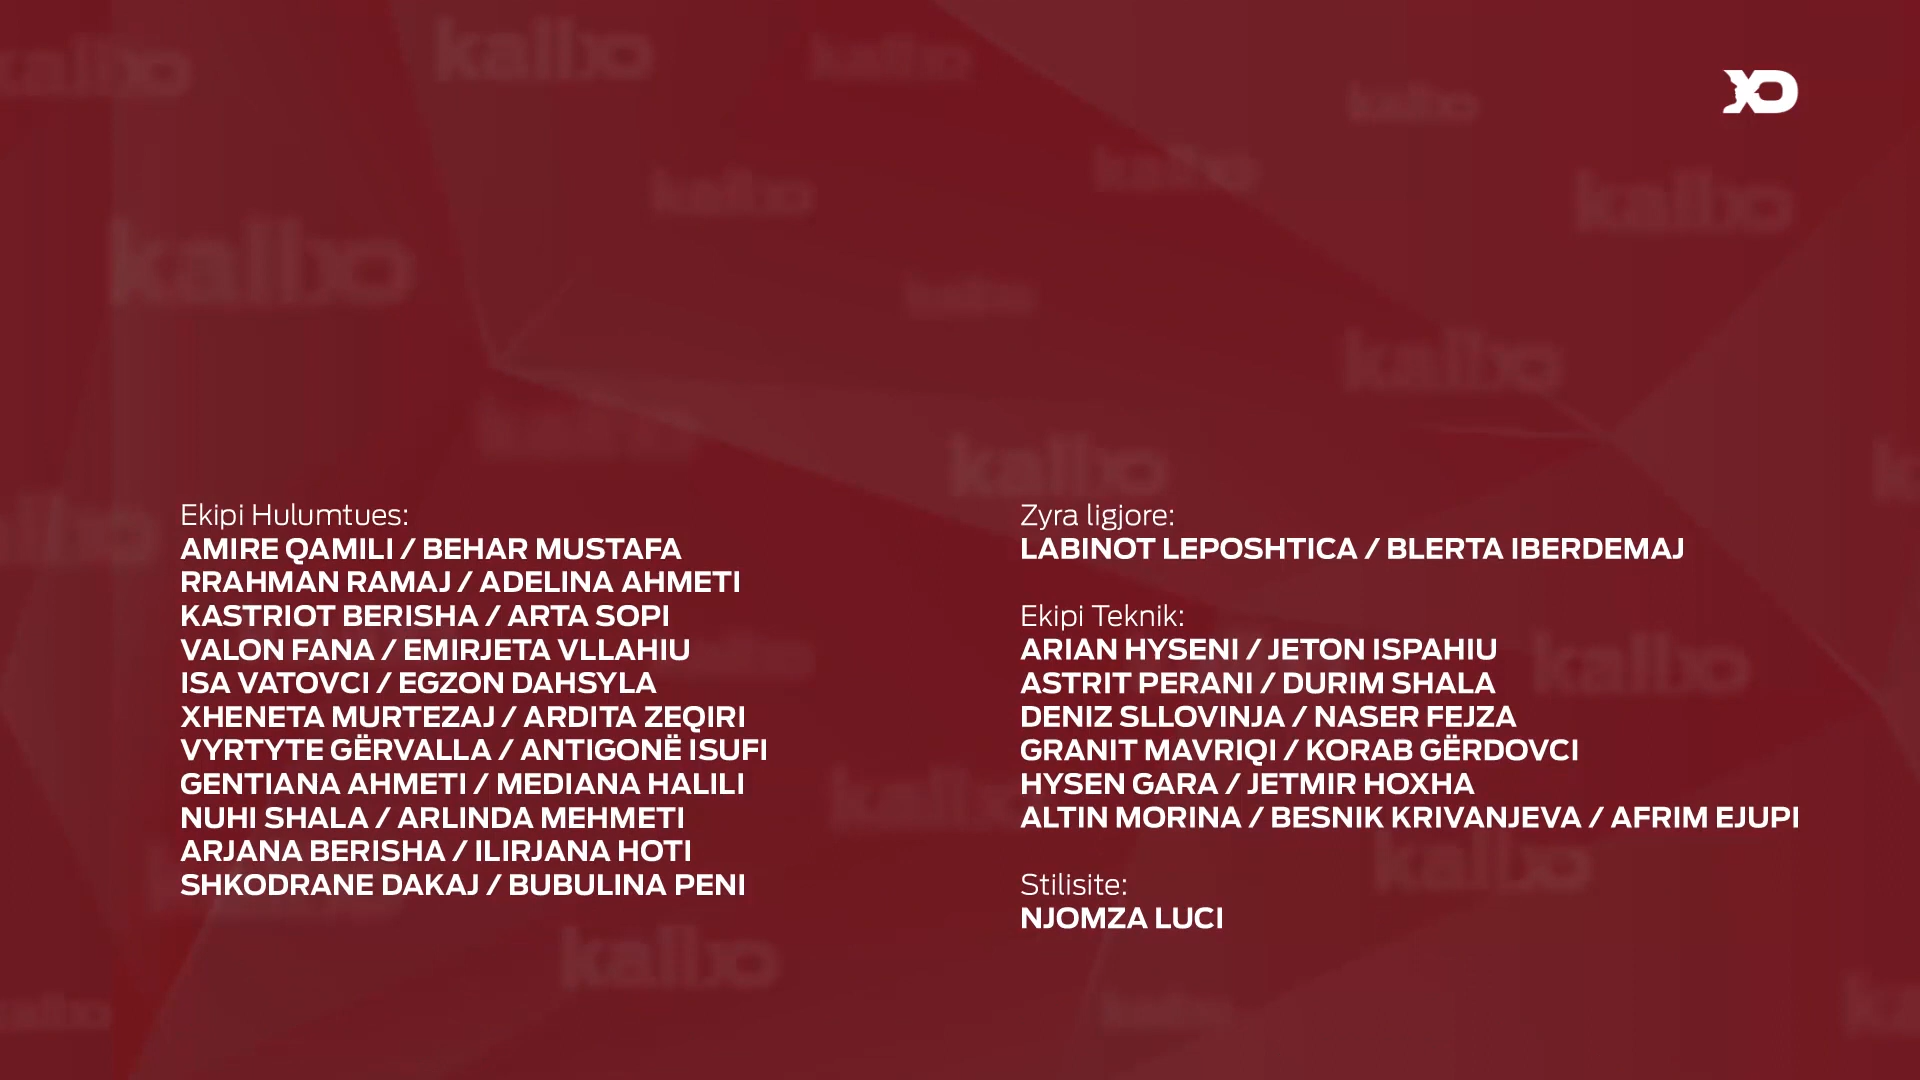 kallxo
XO
Ekipi Hulumtues:
AMIRE QAMILI / BEHAR MUSTAFA
RRAHMAN RAMAJ / ADELINA AHMETI
KASTRIOT BERISHA / ARTA SOPI
VALON FANA / EMIRJETA VLLAHIU
ISA VATOVCI / EGZON DAHSYLA
XHENETA MURTEZAJ / ARDITA ZEQIRI
VYRTYTE GËRVALLA / ANTIGONË ISUFI
GENTIANA AHMETI / MEDIANA HALILI
NUHI SHALA / ARLINDA MEHMETI
ARJANA BERISHA / ILIRJANA HOTI
SHKODRANE DAKAJ / BUBULINA PENI
Zyra ligjore:
LABINOT LEPOSHTICA / BLERTA IBERDEMAJ
Ekipi Teknik:
ARIAN HYSENI / JETON ISPAHIU
ASTRIT PERANI / DURIM SHALA
DENIZ SLLOVINJA / NASER FEJZA
GRANIT MAVRIQI / KORAB GËRDOVCI
HYSEN GARA / JETMIR HOXHA
ALTIN MORINA / BESNIK KRIVANJEVA / AFRIM EJUPI
Stilisite:
NJOMZA LUCI